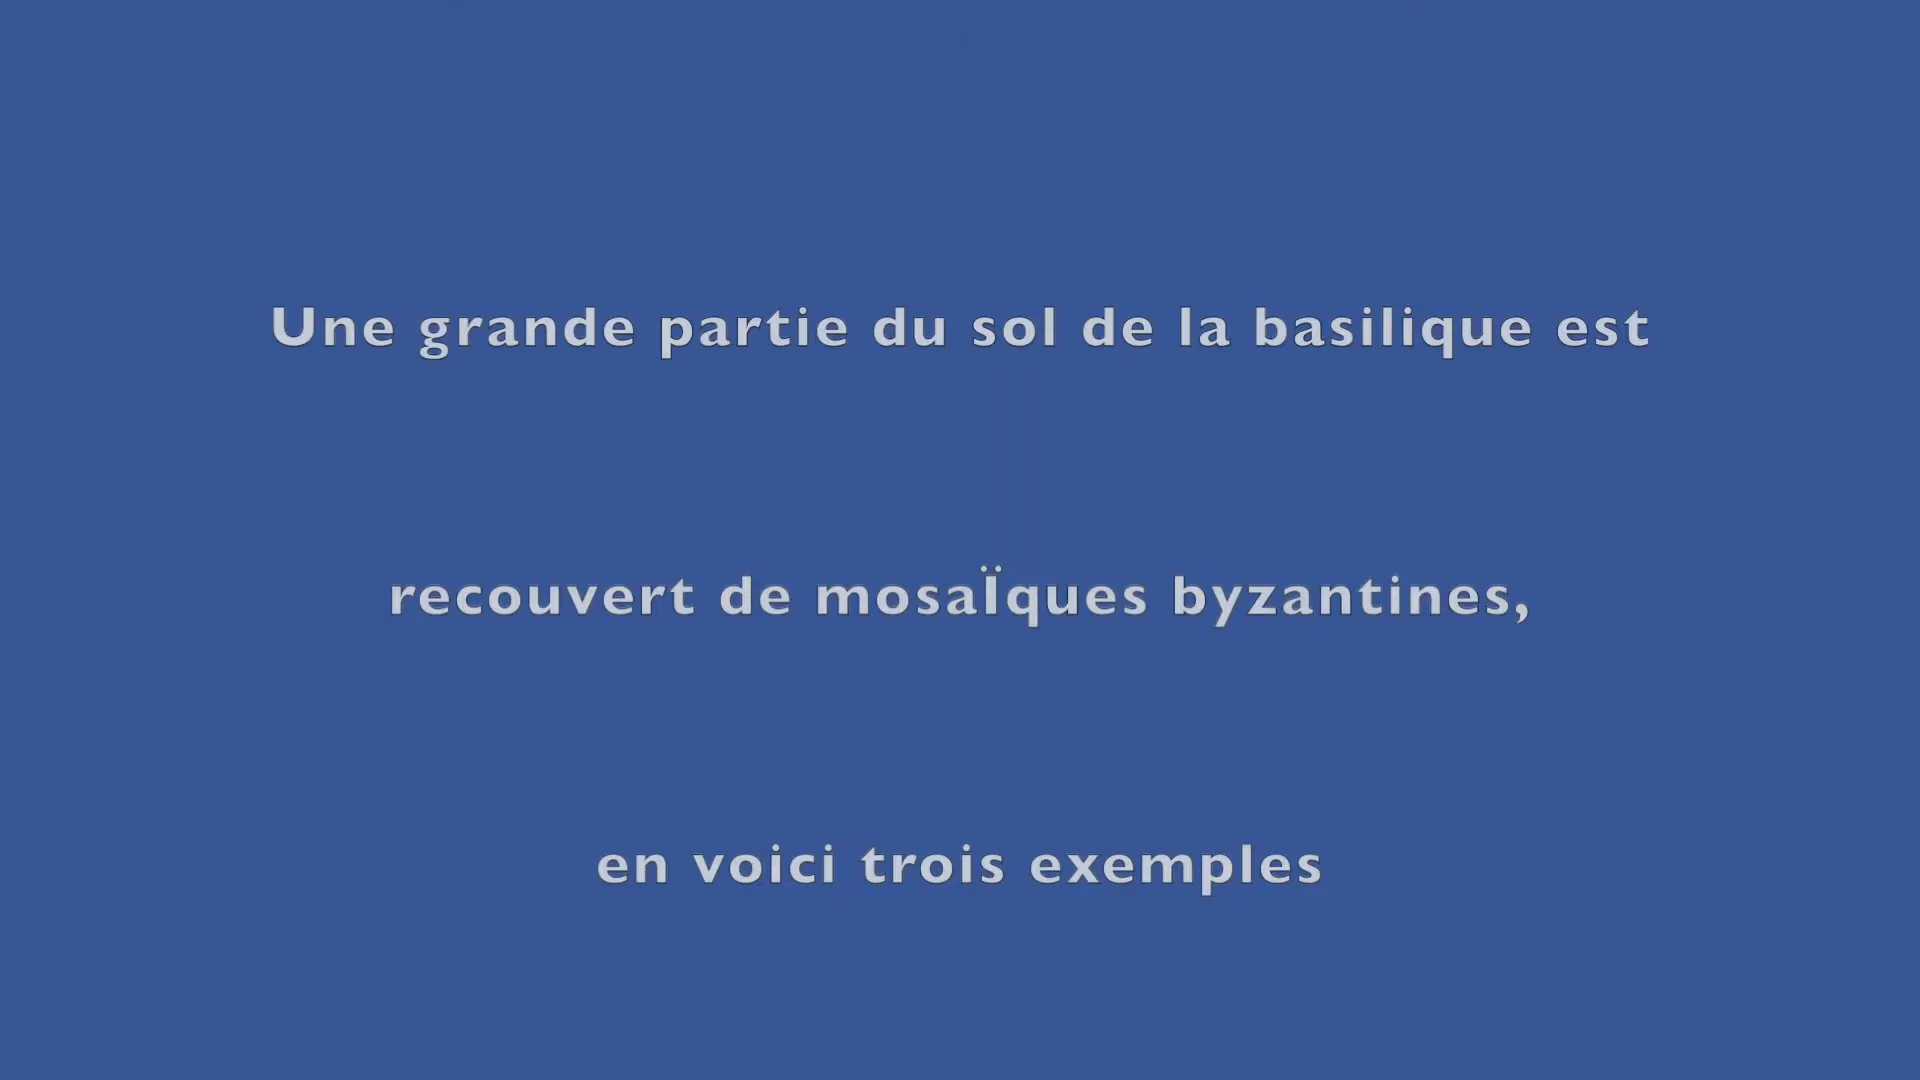 Une grande partie du sol de la basilique est
recouvert de mosaÏques byzantines,
en voici trois exemples